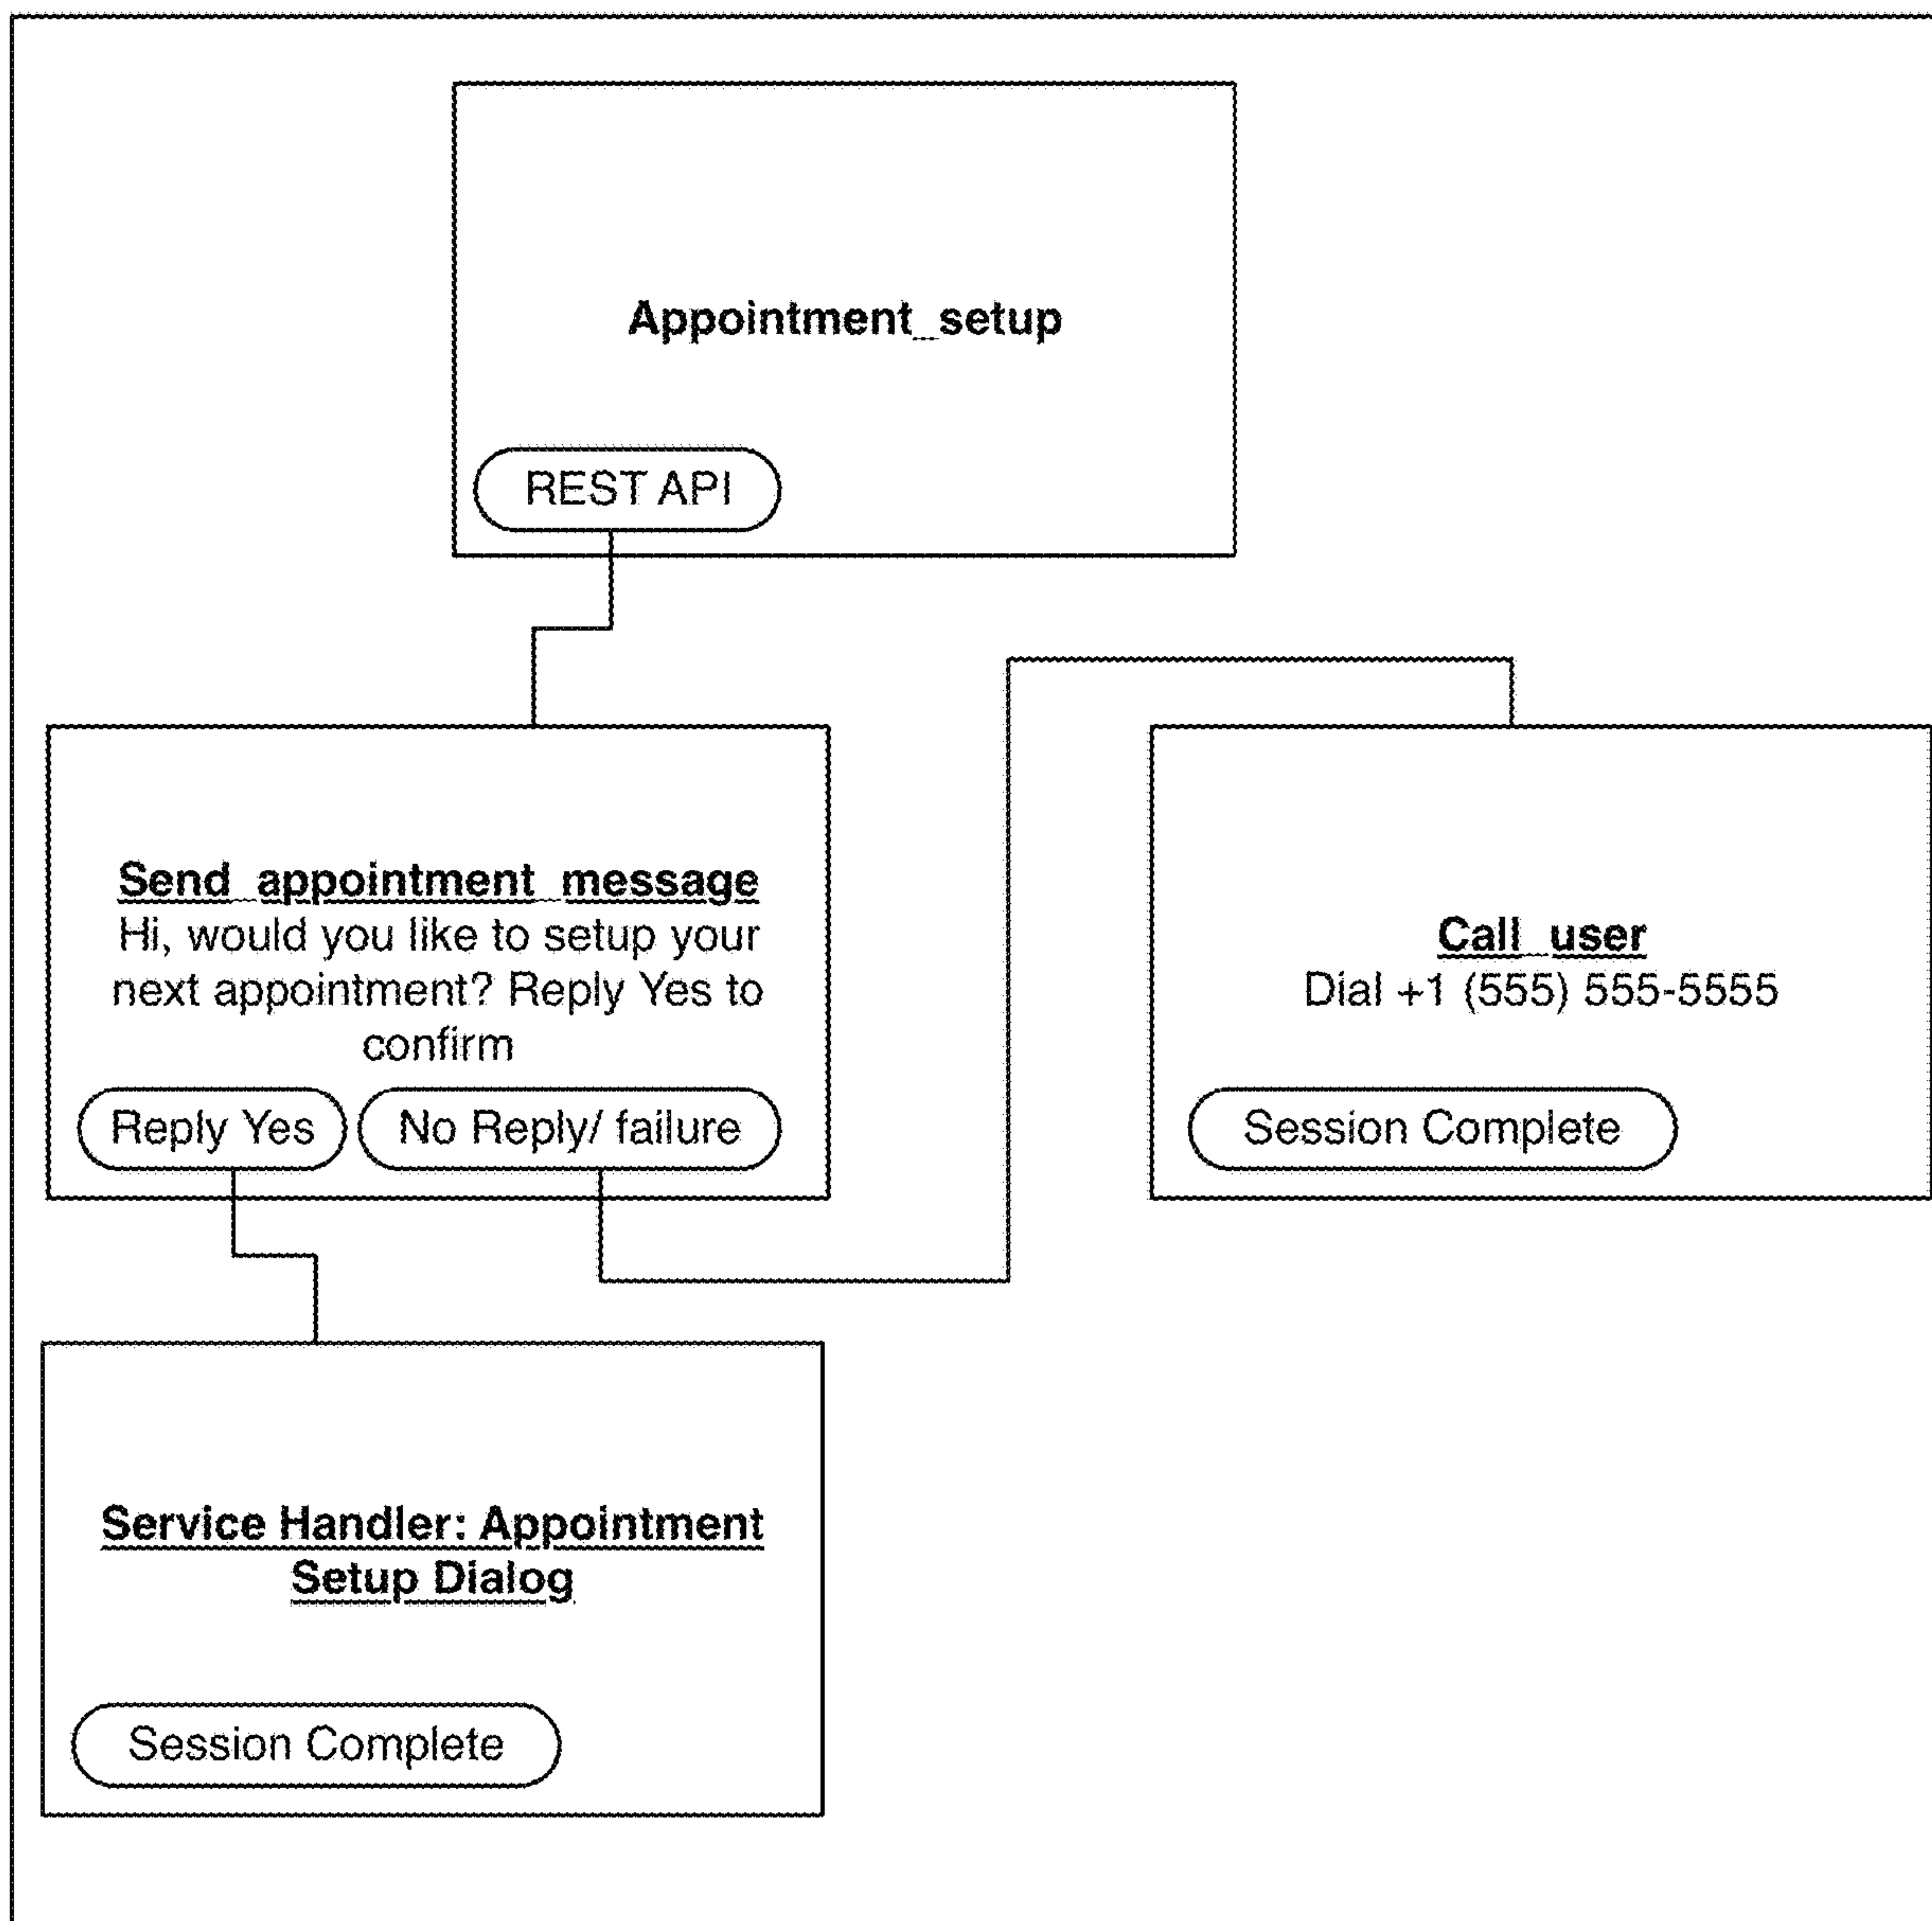 Appointment_setup
REST API
Send_appointment_message
Hi, would you like to setup your
next appointment? Reply Yes to
confirm
Reply Yes
No Reply/ failure
Call_user
Dial +1 (555) 555-5555
Session Complete
Service Handler: Appointment
Setup Dialog
Session Complete